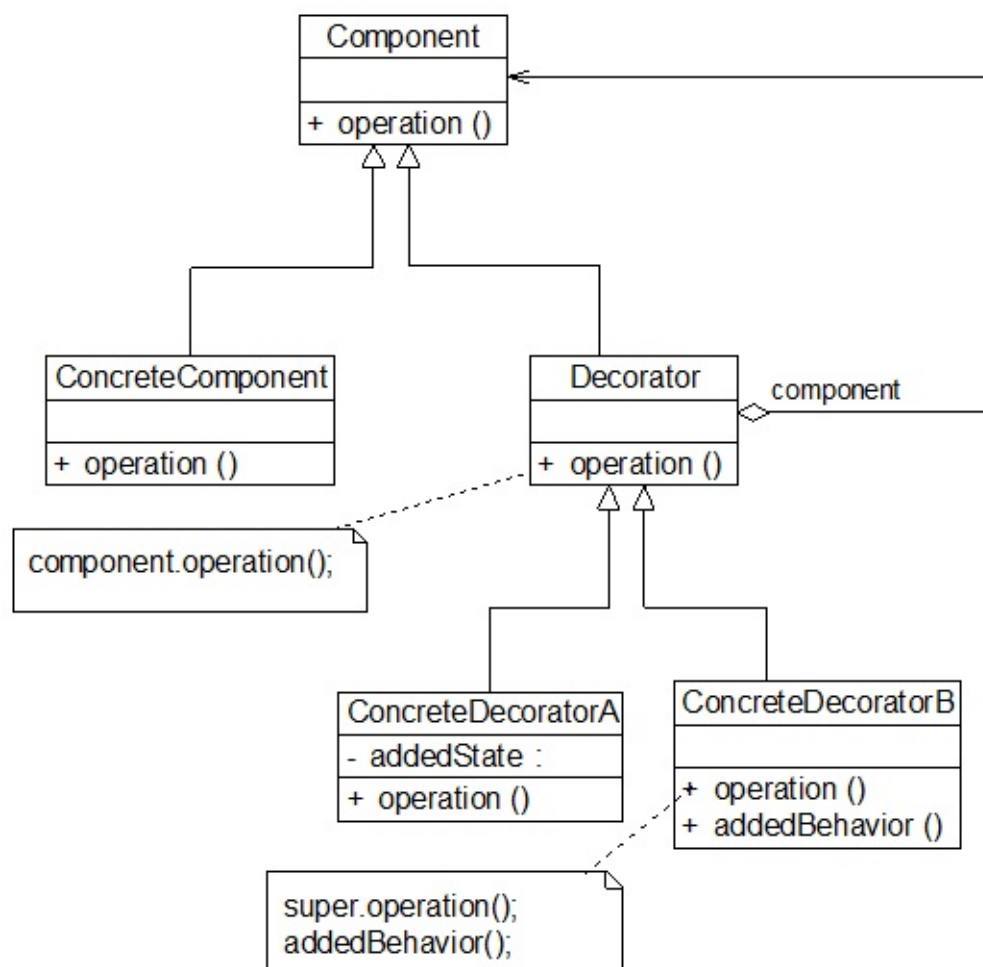 Component
+ operation ()
ConcreteComponent
+ operation ()
Decorator
+ operation ()
component
component.operation();
ConcreteDecoratorA
- addedState :
+ operation ()
ConcreteDecoratorB
+ operation ()
+ addedBehavior ()
super.operation();
addedBehavior();